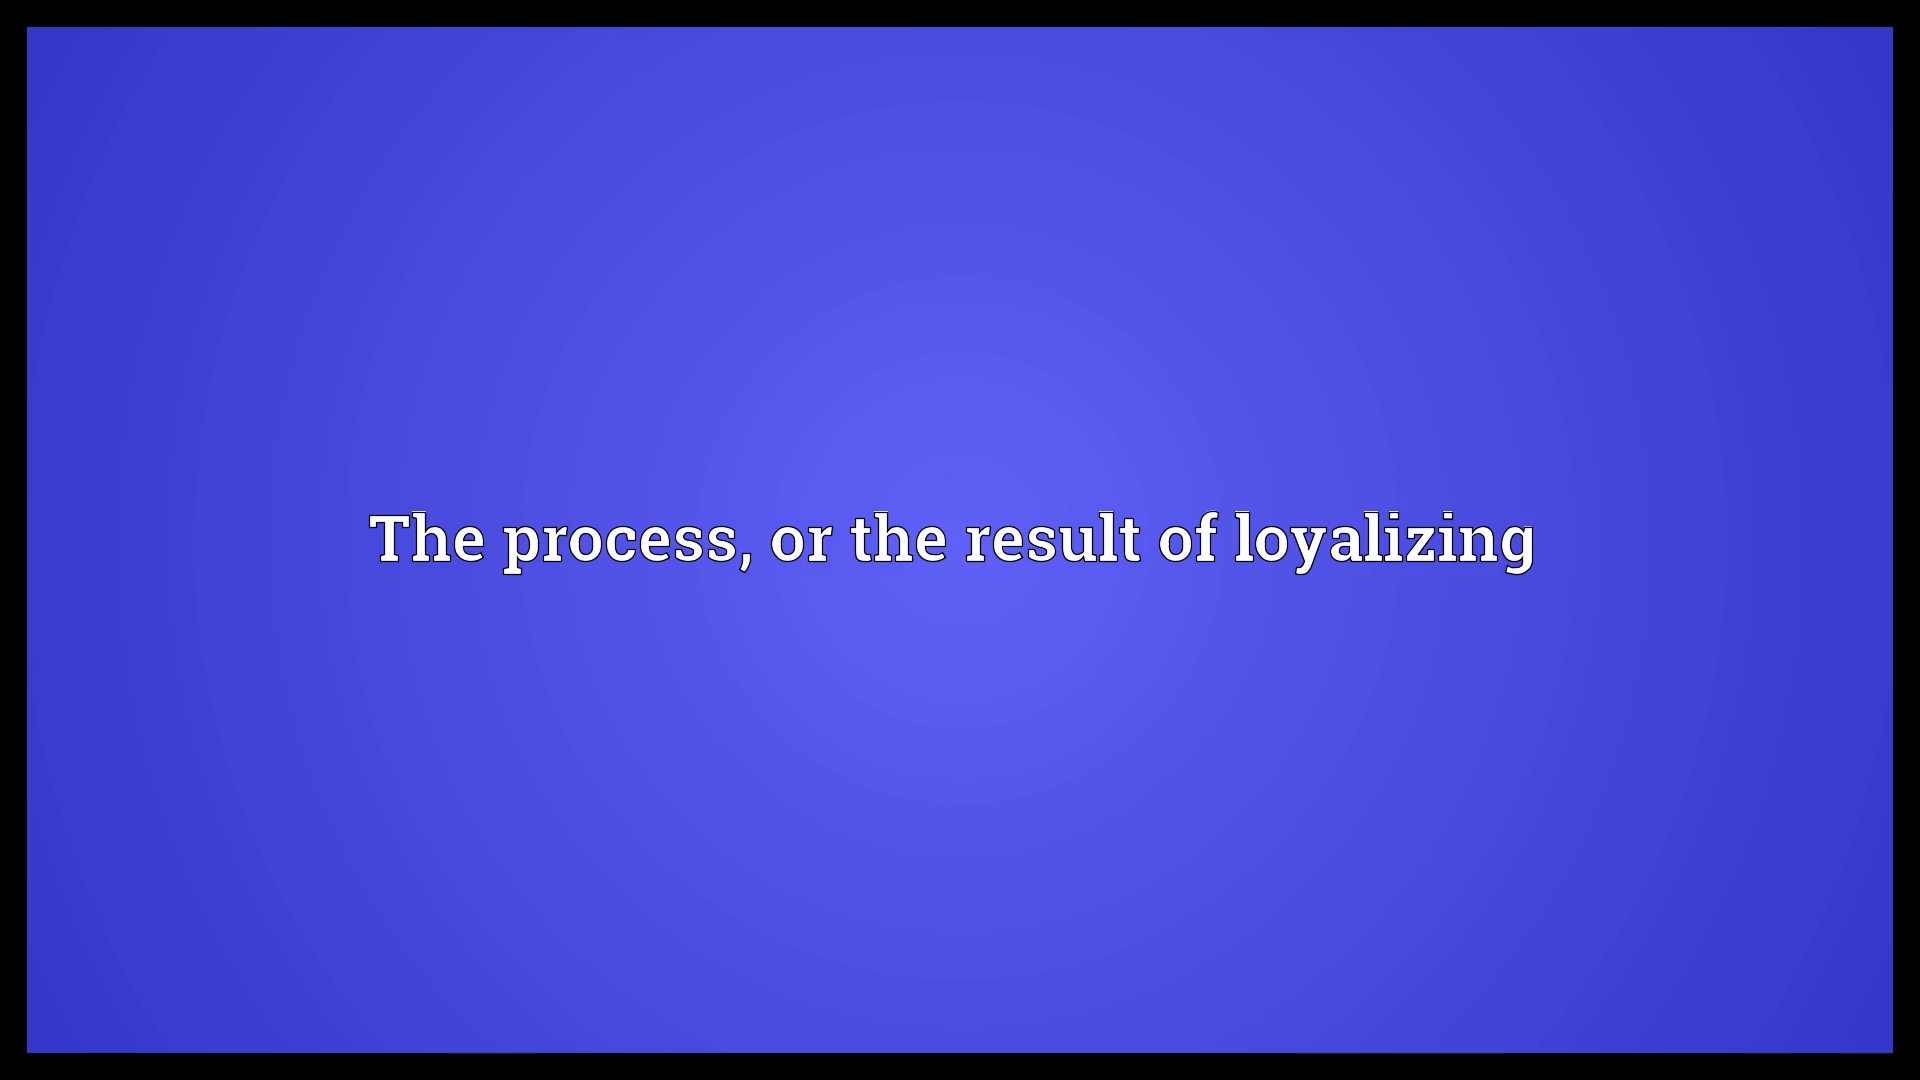 The process, or the result of loyalizing